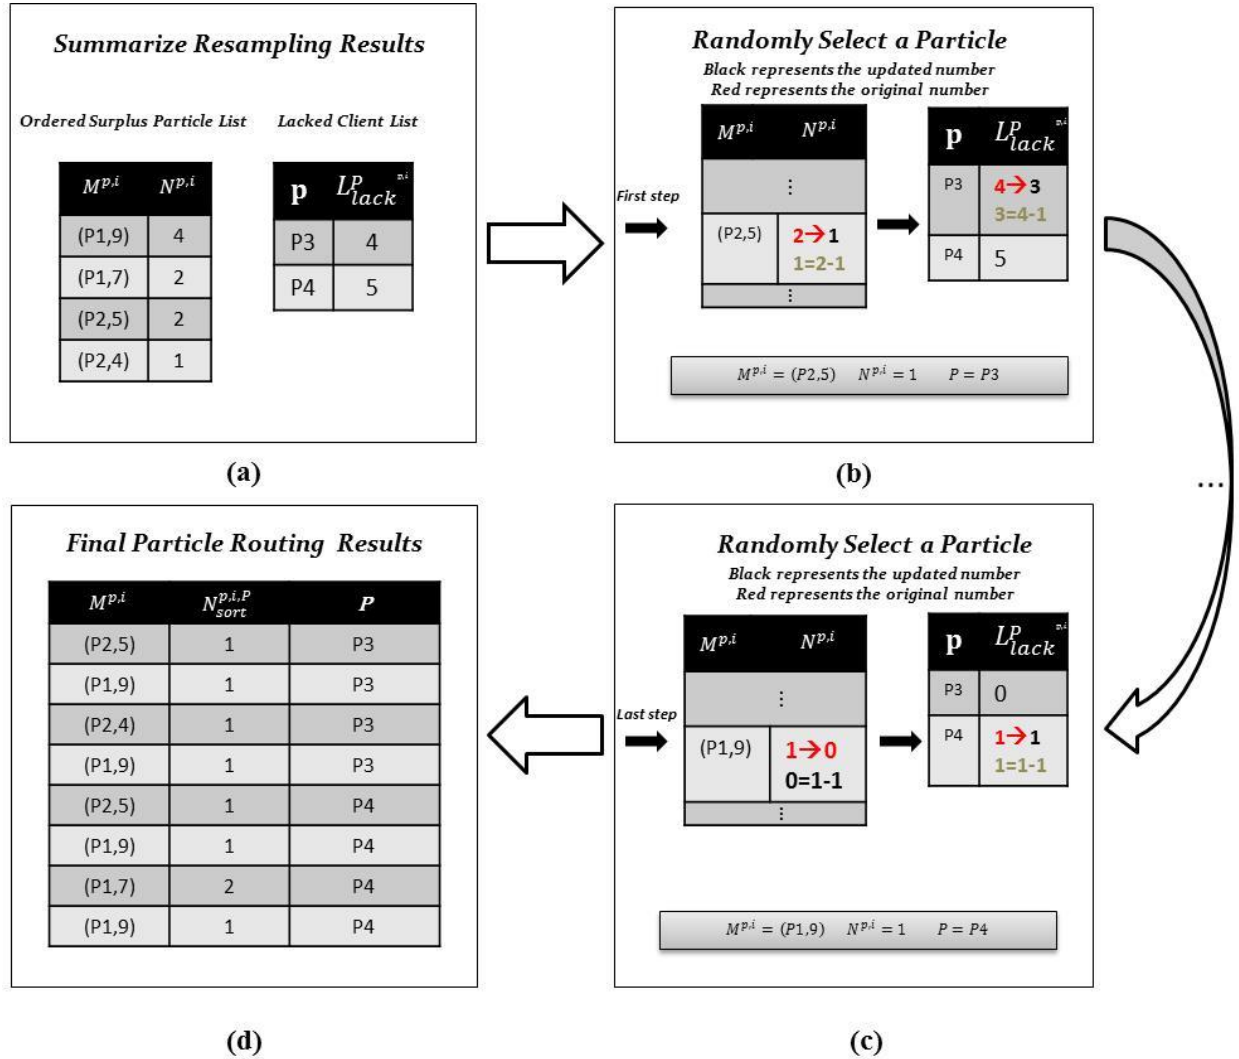 Summarize Resampling Results
Ordered Surplus Particle List Lacked Client List
M^{p,i} N^{p,i}
(P1,9) 4
(P1,7) 2
(P2,5) 2
(P2,4) 1
p L^{P}_{lack} ^{p,i}
P3 4
P4 5
(a)
Randomly Select a Particle
Black represents the updated number
Red represents the original number
First step
M^{p,i} N^{p,i}
⋮
(P2,5) 2→1
1=2-1
⋮
p L^{P}_{lack} ^{p,i}
P3 4→3
3=4-1
P4 5
M^{p,i} = (P2,5) N^{p,i} = 1 P = P3
(b)
...
Randomly Select a Particle
Black represents the updated number
Red represents the original number
Last step
M^{p,i} N^{p,i}
⋮
(P1,9) 1→0
0=1-1
⋮
p L^{P}_{lack} ^{p,i}
P3 0
P4 1→1
1=1-1
M^{p,i} = (P1,9) N^{p,i} = 1 P = P4
(c)
Final Particle Routing Results
M^{p,i} N^{p,i,P}_{sort} P
(P2,5) 1 P3
(P1,9) 1 P3
(P2,4) 1 P3
(P1,9) 1 P3
(P2,5) 1 P4
(P1,9) 1 P4
(P1,7) 2 P4
(P1,9) 1 P4
(d)